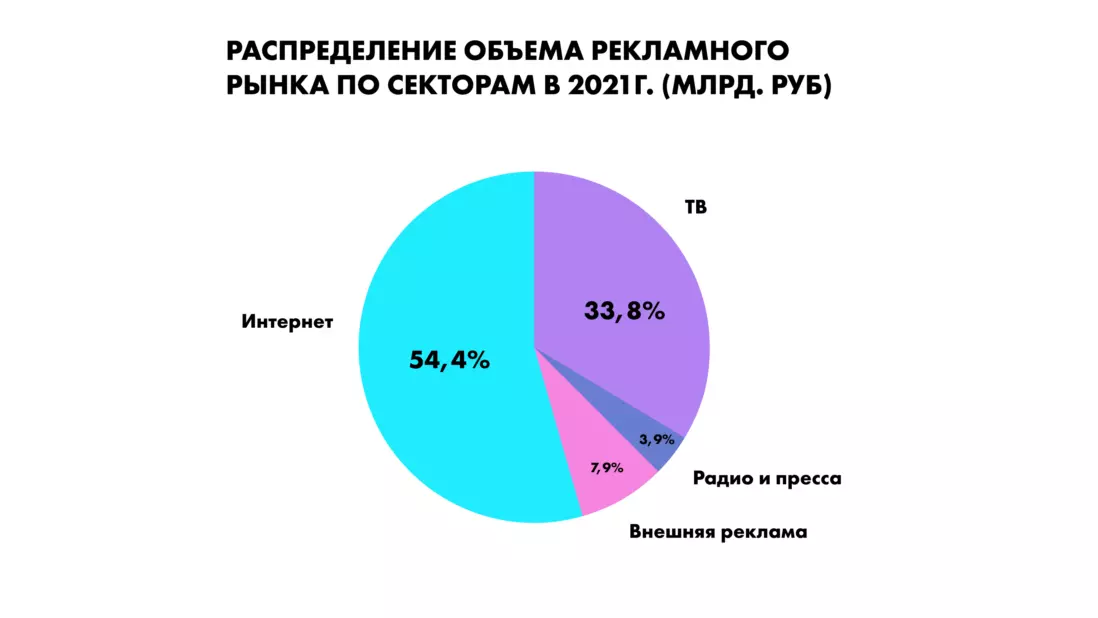 РАСПРЕДЕЛЕНИЕ ОБЪЕМА РЕКЛАМНОГО
РЫНКА ПО СЕКТОРАМ В 2021Г. (МЛРД. РУБ)
ТВ
33,8%
Интернет
54,4%
3,9%
7,9%
Радио и пресса
Внешняя реклама